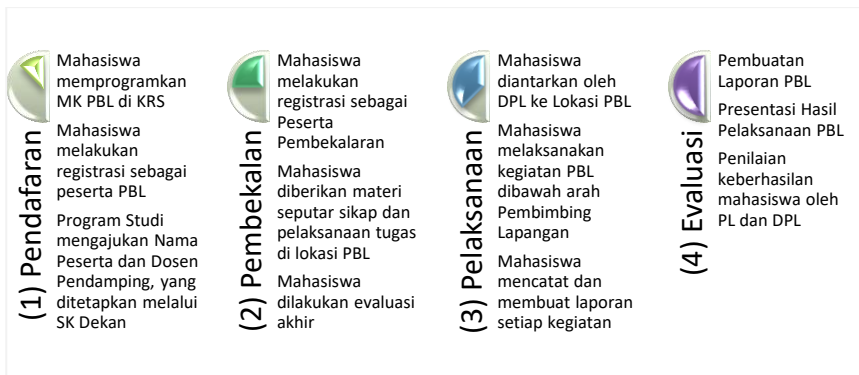 (1) Pendafaran
Mahasiswa
memprogramkan
MK PBL di KRS
Mahasiswa
melakukan
registrasi sebagai
peserta PBL
Program Studi
mengajukan Nama
Peserta dan Dosen
Pendamping, yang
ditetapkan melalui
SK Dekan
(2) Pembekalan
Mahasiswa
melakukan
registrasi sebagai
Peserta
Pembekalaran
Mahasiswa
diberikan materi
seputar sikap dan
pelaksanaan tugas
di lokasi PBL
Mahasiswa
dilakukan evaluasi
akhir
(3) Pelaksanaan
Mahasiswa
diantarkan oleh
DPL ke Lokasi PBL
Mahasiswa
melaksanakan
kegiatan PBL
dibawah arah
Pembimbing
Lapangan
Mahasiswa
mencatat dan
membuat laporan
setiap kegiatan
(4) Evaluasi
Pembuatan
Laporan PBL
Presentasi Hasil
Pelaksanaan PBL
Penilaian
keberhasilan
mahasiswa oleh
PL dan DPL